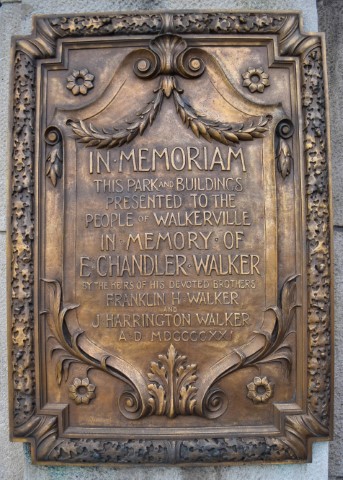 IN·MEMORIAM
THIS PARK AND BUILDINGS
PRESENTED TO THE
PEOPLE OF WALKERVILLE
IN · MEMORY · OF
E·CHANDLER·WALKER
BY THE HEIRS OF HIS DEVOTED BROTHERS
FRANKLIN H. WALKER
AND
J. HARRINGTON WALKER
A. D. MDCCCCXXI